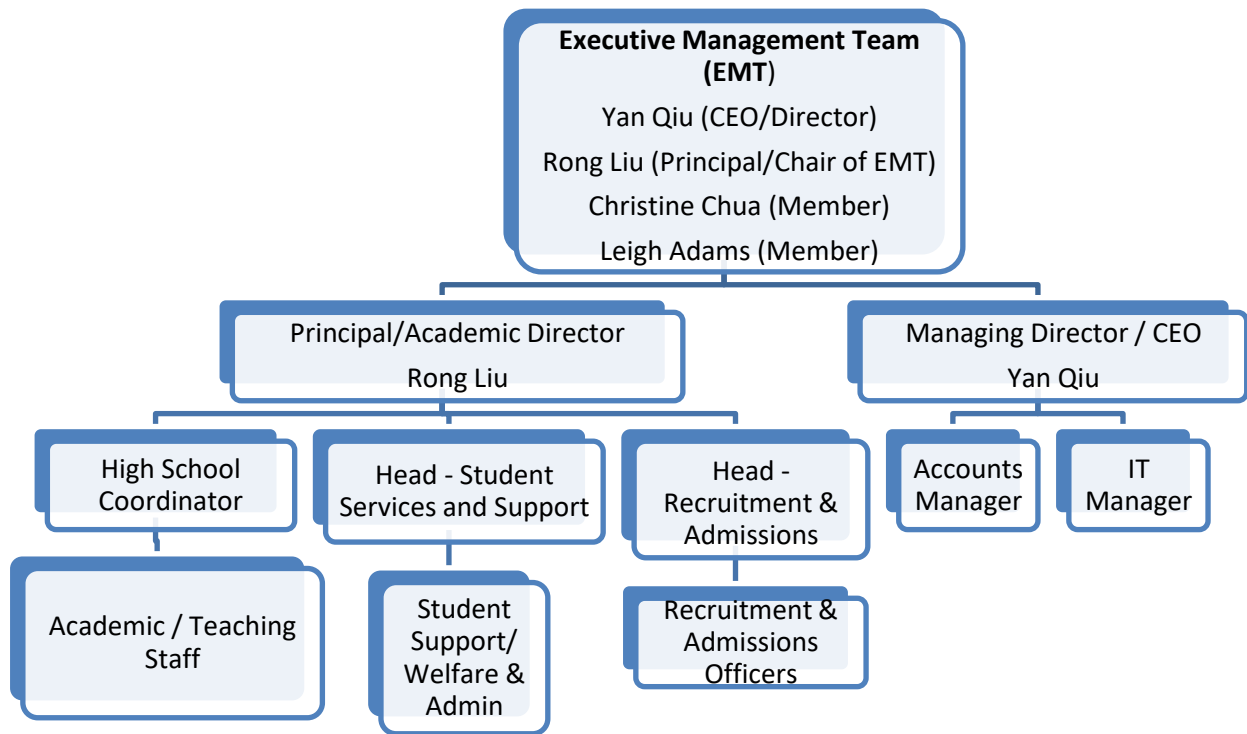 Executive Management Team
(EMT)
Yan Qiu (CEO/Director)
Rong Liu (Principal/Chair of EMT)
Christine Chua (Member)
Leigh Adams (Member)
Principal/Academic Director
Rong Liu
Managing Director / CEO
Yan Qiu
High School
Coordinator
Head - Student
Services and Support
Head -
Recruitment &
Admissions
Accounts
Manager
IT
Manager
Academic / Teaching
Staff
Student
Support/
Welfare &
Admin
Recruitment &
Admissions
Officers